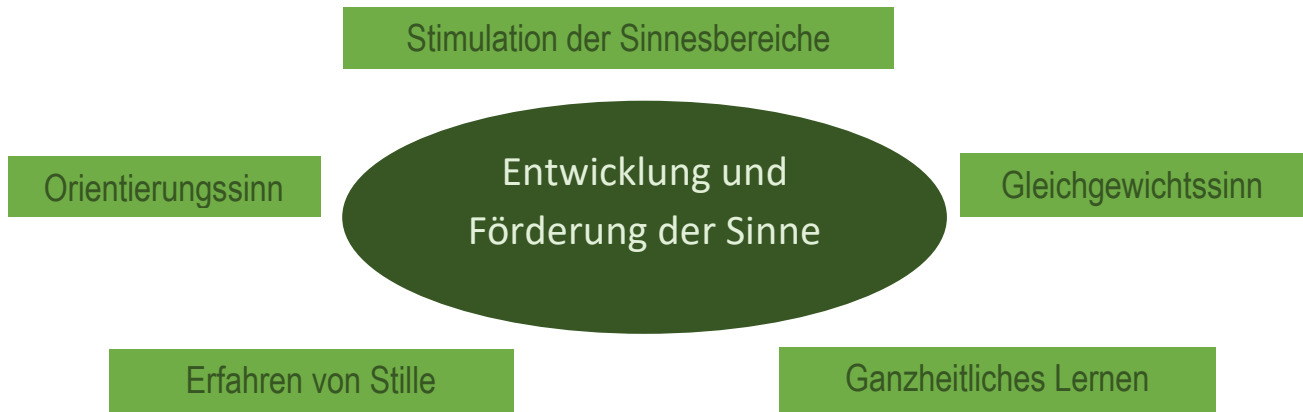 Stimulation der Sinnesbereiche
Entwicklung und
Förderung der Sinne
Orientierungssinn
Gleichgewichtssinn
Erfahren von Stille
Ganzheitliches Lernen